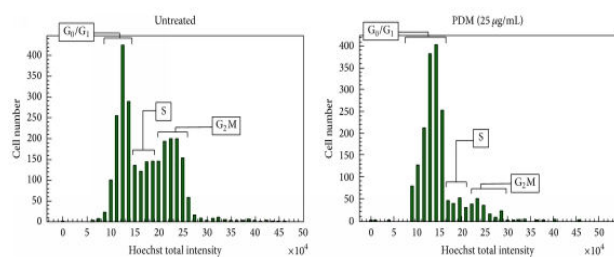 Untreated
G0/G1
S
G2M
Cell number
400
350
300
250
200
150
100
50
0
0 5 10 15 20 25 30 35 40 45 50
Hoechst total intensity ×10^4
PDM (25 μg/mL)
G0/G1
S
G2M
Cell number
400
350
300
250
200
150
100
50
0
0 5 10 15 20 25 30 35 40 45 50
Hoechst total intensity ×10^4